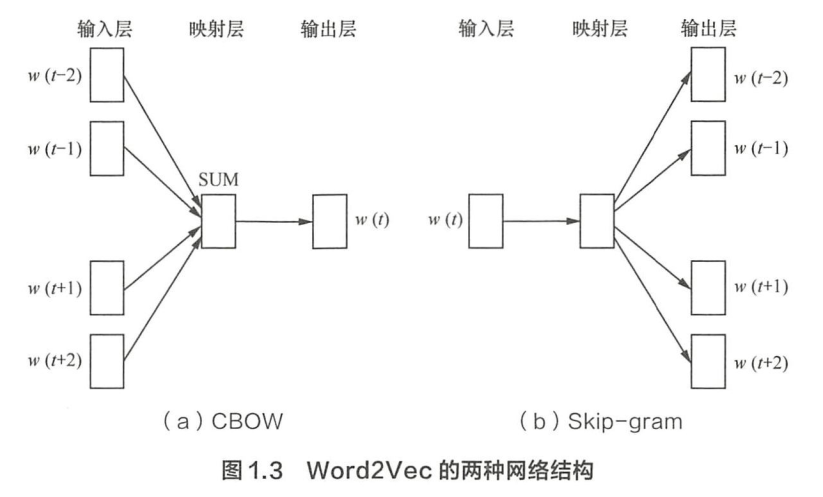 输入层 映射层 输出层 输入层 映射层 输出层
w (t−2) w (t−2)
w (t−1) w (t−1)
SUM
w (t) w (t)
w (t+1) w (t+1)
w (t+2) w (t+2)
(a) CBOW (b) Skip-gram
图 1.3 Word2Vec 的两种网络结构